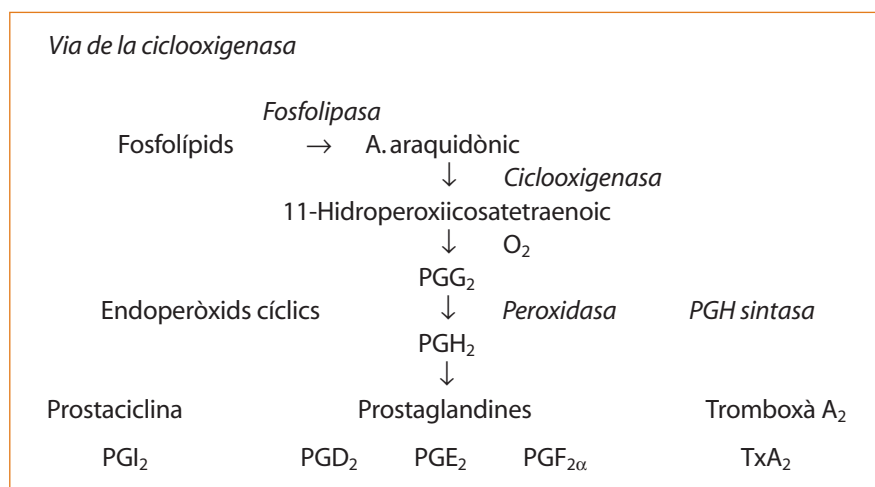 Via de la ciclooxigenasa
Fosfolipasa
Fosfolípids → A. araquidònic
↓ Ciclooxigenasa
11-Hidroperoxiicosatetraenoic
↓ O₂
PGG₂
Endoperòxids cíclics ↓ Peroxidasa PGH sintasa
PGH₂
↓
Prostaciclina Prostaglandines Tromboxà A₂
PGI₂ PGD₂ PGE₂ PGF₂α TxA₂